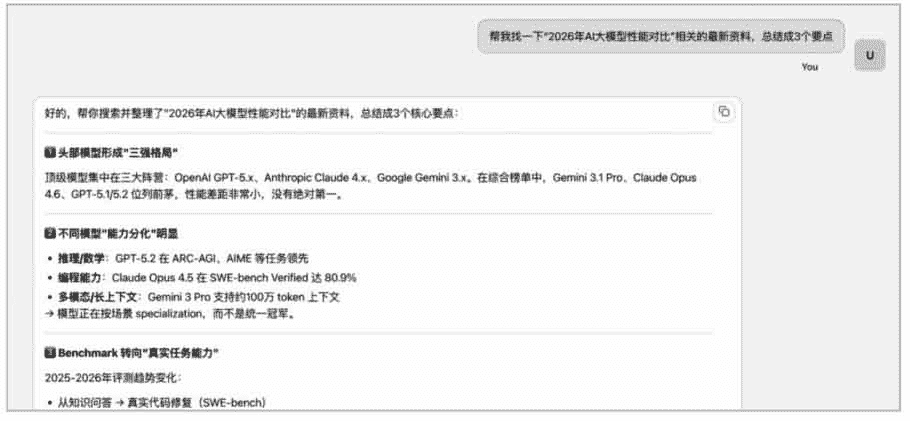 帮我找一下“2026年AI大模型性能对比”相关的最新资料，总结成3个要点
You
U
好的，帮你搜索并整理了"2026年AI大模型性能对比"的最新资料，总结成3个核心要点：
1 头部模型形成"三强格局"
顶级模型集中在三大阵营：OpenAI GPT-5.x、Anthropic Claude 4.x、Google Gemini 3.x。在综合榜单中，Gemini 3.1 Pro、Claude Opus
4.6、GPT-5.1/5.2 位列前茅，性能差距非常小，没有绝对第一。
2 不同模型"能力分化"明显
• 推理/数学：GPT-5.2 在 ARC-AGI、AIME 等任务领先
• 编程能力：Claude Opus 4.5 在 SWE-bench Verified 达 80.9%
• 多模态/长上下文：Gemini 3 Pro 支持约100万 token 上下文
→ 模型正在按场景 specialization，而不是统一冠军。
3 Benchmark 转向"真实任务能力"
2025-2026年评测趋势变化：
• 从知识问答 → 真实代码修复（SWE-bench）